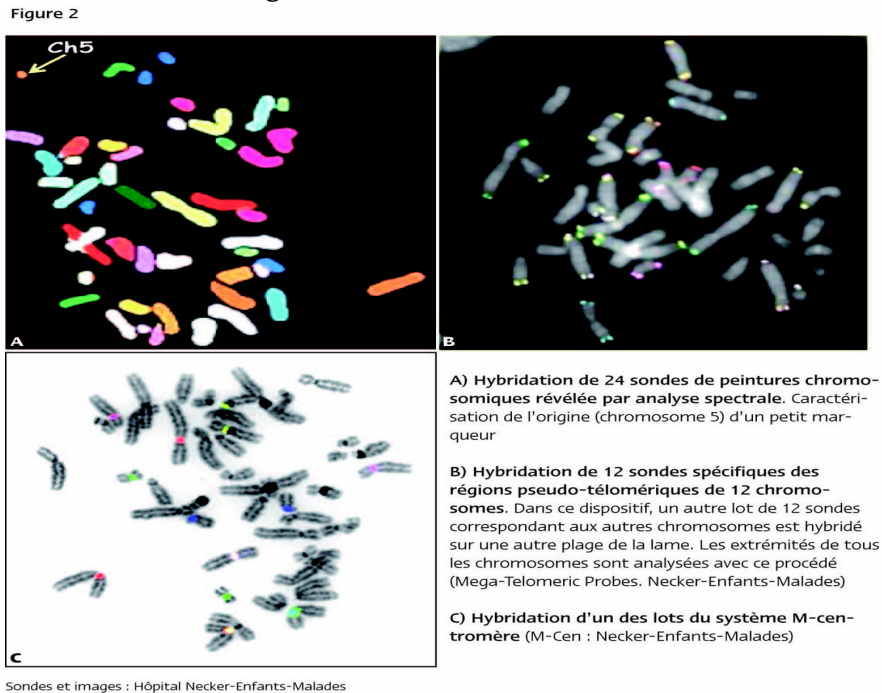 Figure 2
Ch5
A
B
C
A) Hybridation de 24 sondes de peintures chromo-
somiques révélée par analyse spectrale. Caractéri-
sation de l'origine (chromosome 5) d'un petit mar-
queur
B) Hybridation de 12 sondes spécifiques des
régions pseudo-télomériques de 12 chromo-
somes. Dans ce dispositif, un autre lot de 12 sondes
correspondant aux autres chromosomes est hybridé
sur une autre plage de la lame. Les extrémités de tous
les chromosomes sont analysées avec ce procédé
(Mega-Telomeric Probes. Necker-Enfants-Malades)
C) Hybridation d'un des lots du système M-cen-
tromère (M-Cen : Necker-Enfants-Malades)
Sondes et images : Hôpital Necker-Enfants-Malades